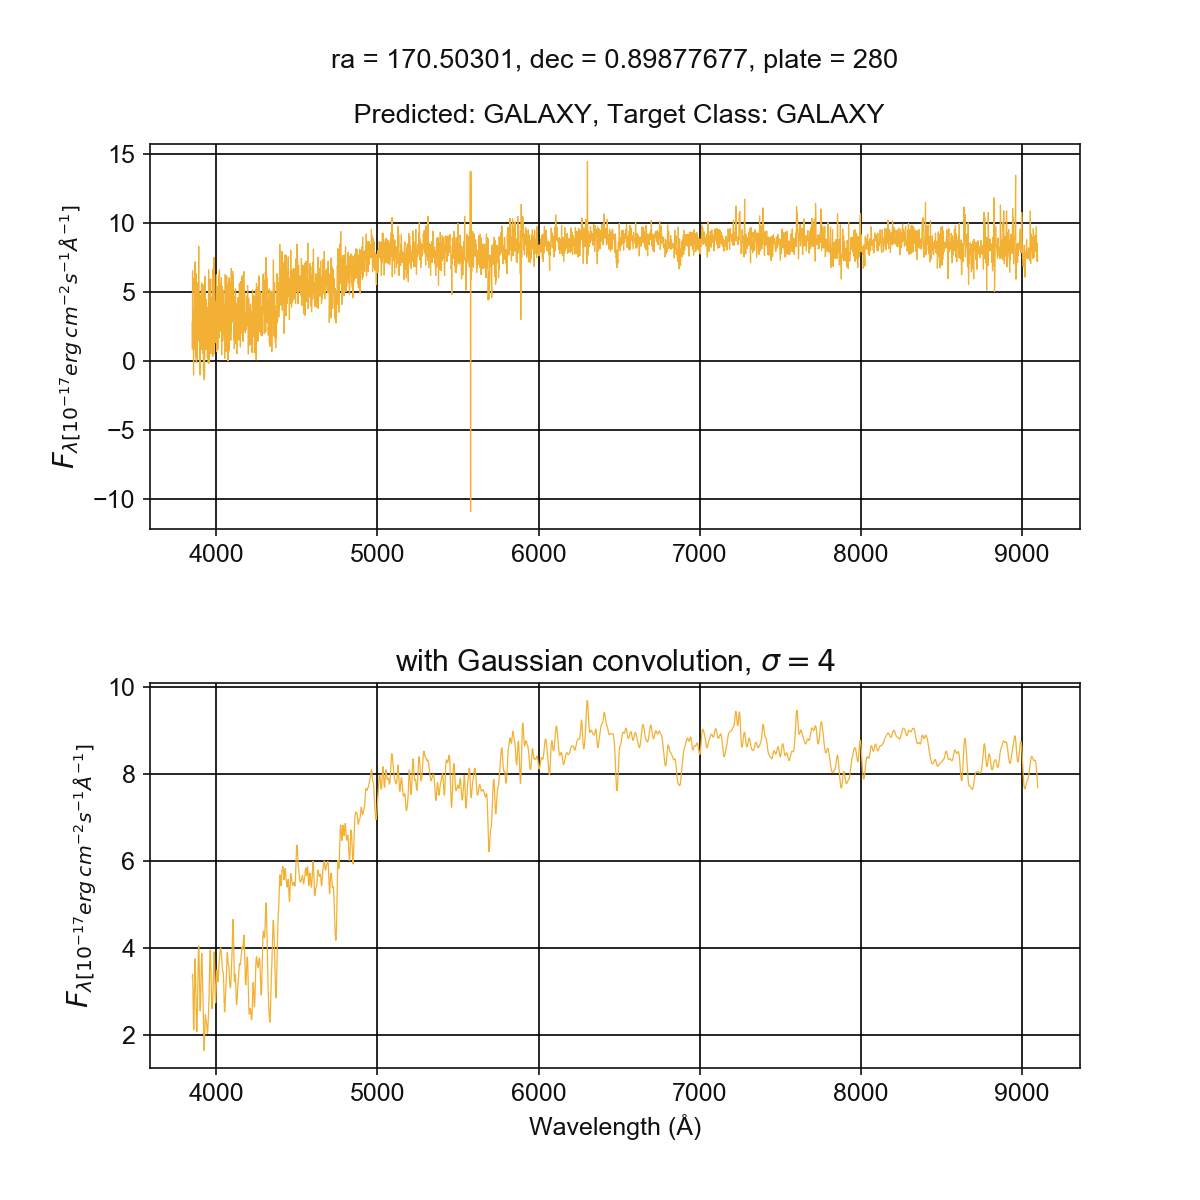 ra = 170.50301, dec = 0.89877677, plate = 280
Predicted: GALAXY, Target Class: GALAXY
15
10
5
0
−5
−10
F_λ[10^−17 erg cm^−2 s^−1 Å^−1]
4000 5000 6000 7000 8000 9000
with Gaussian convolution, σ = 4
10
8
6
4
2
F_λ[10^−17 erg cm^−2 s^−1 Å^−1]
4000 5000 6000 7000 8000 9000
Wavelength (Å)